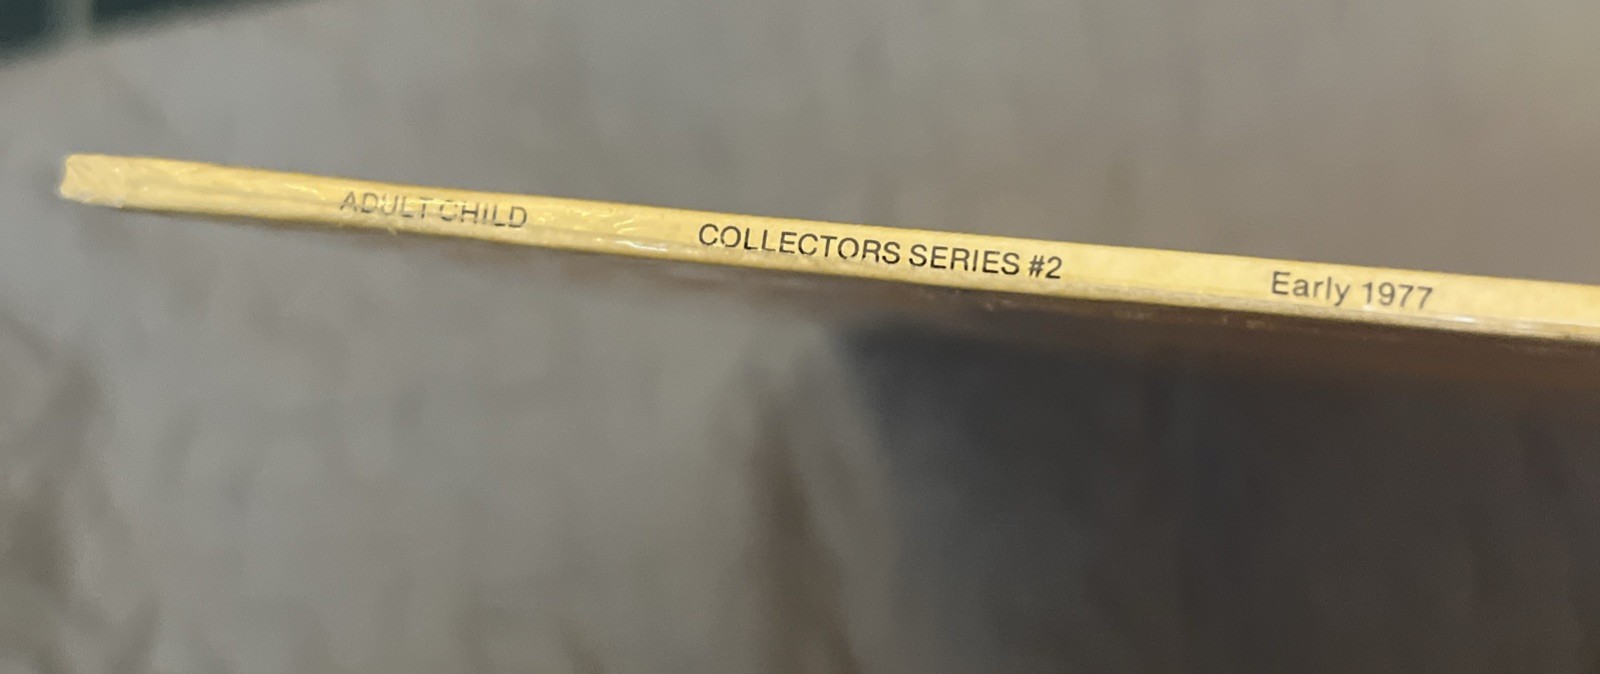 ADULT CHILD COLLECTORS SERIES #2 Early 1977